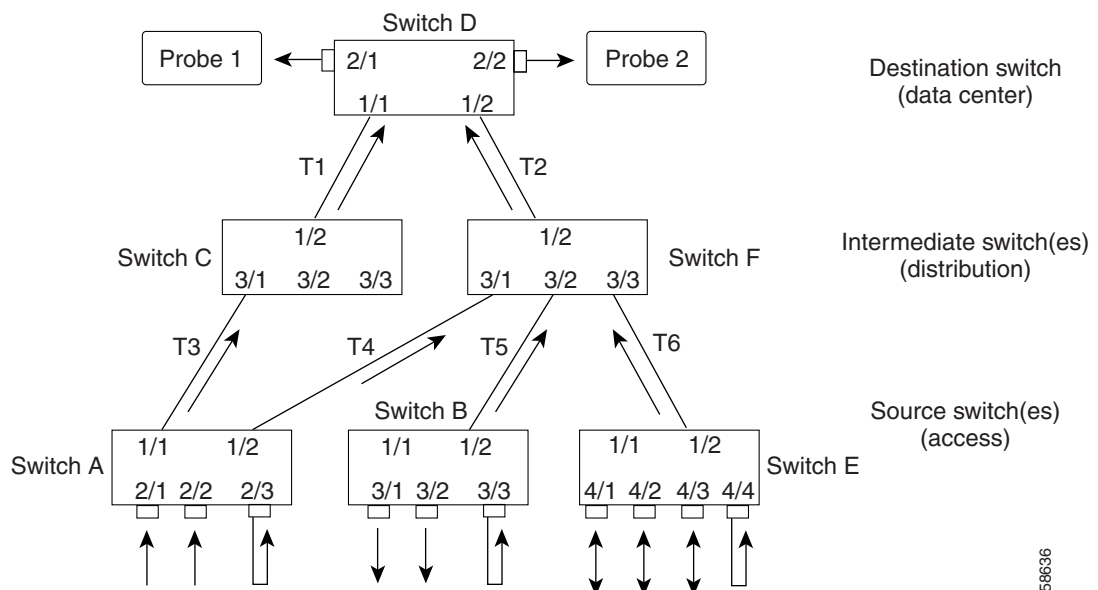 Switch D
Probe 1
2/1
2/2
Probe 2
Destination switch
(data center)
1/1
1/2
T1
T2
Switch C
1/2
3/1
3/2
3/3
1/2
3/1
3/2
3/3
Switch F
Intermediate switch(es)
(distribution)
T3
T4
T5
T6
Switch B
Source switch(es)
(access)
Switch A
1/1
1/2
2/1
2/2
2/3
1/1
1/2
3/1
3/2
3/3
1/1
1/2
4/1
4/2
4/3
4/4
Switch E
58636